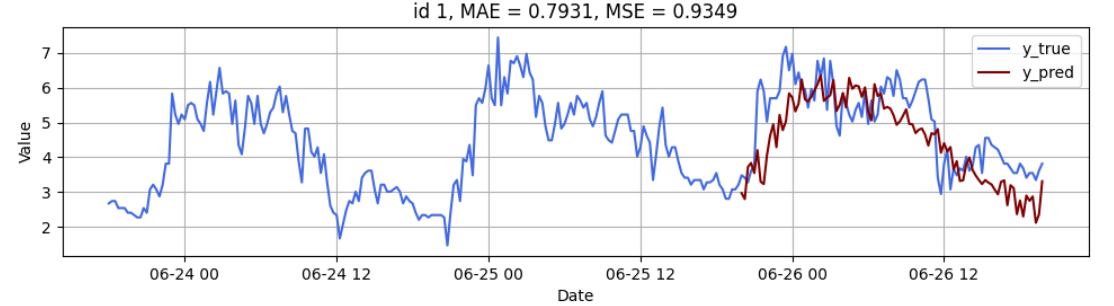 id 1, MAE = 0.7931, MSE = 0.9349
y_true
y_pred
7
6
5
4
3
2
Value
06-24 00 06-24 12 06-25 00 06-25 12 06-26 00 06-26 12
Date